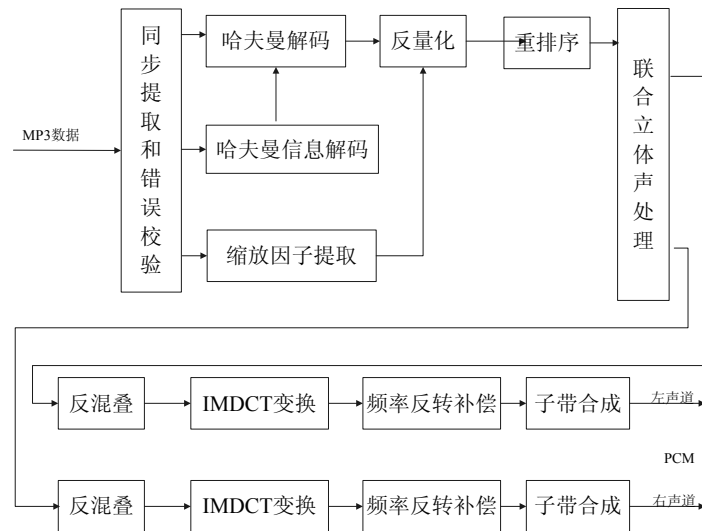 MP3数据
同步提取和错误校验
哈夫曼解码
反量化
重排序
哈夫曼信息解码
缩放因子提取
联合立体声处理
反混叠
IMDCT变换
频率反转补偿
子带合成
左声道
PCM
反混叠
IMDCT变换
频率反转补偿
子带合成
右声道